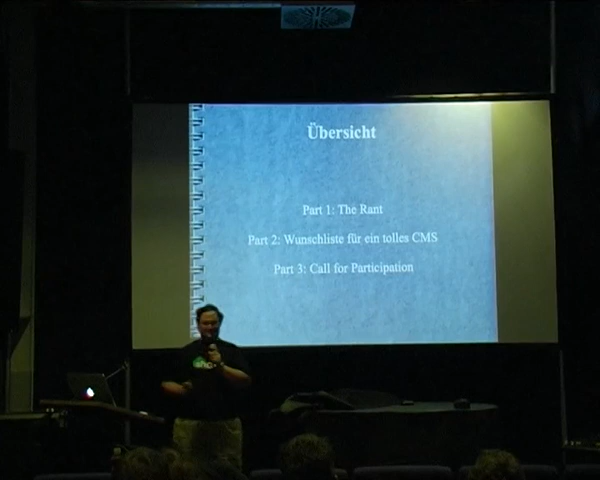 Übersicht
Part 1: The Rant
Part 2: Wunschliste für ein tolles CMS
Part 3: Call for Participation